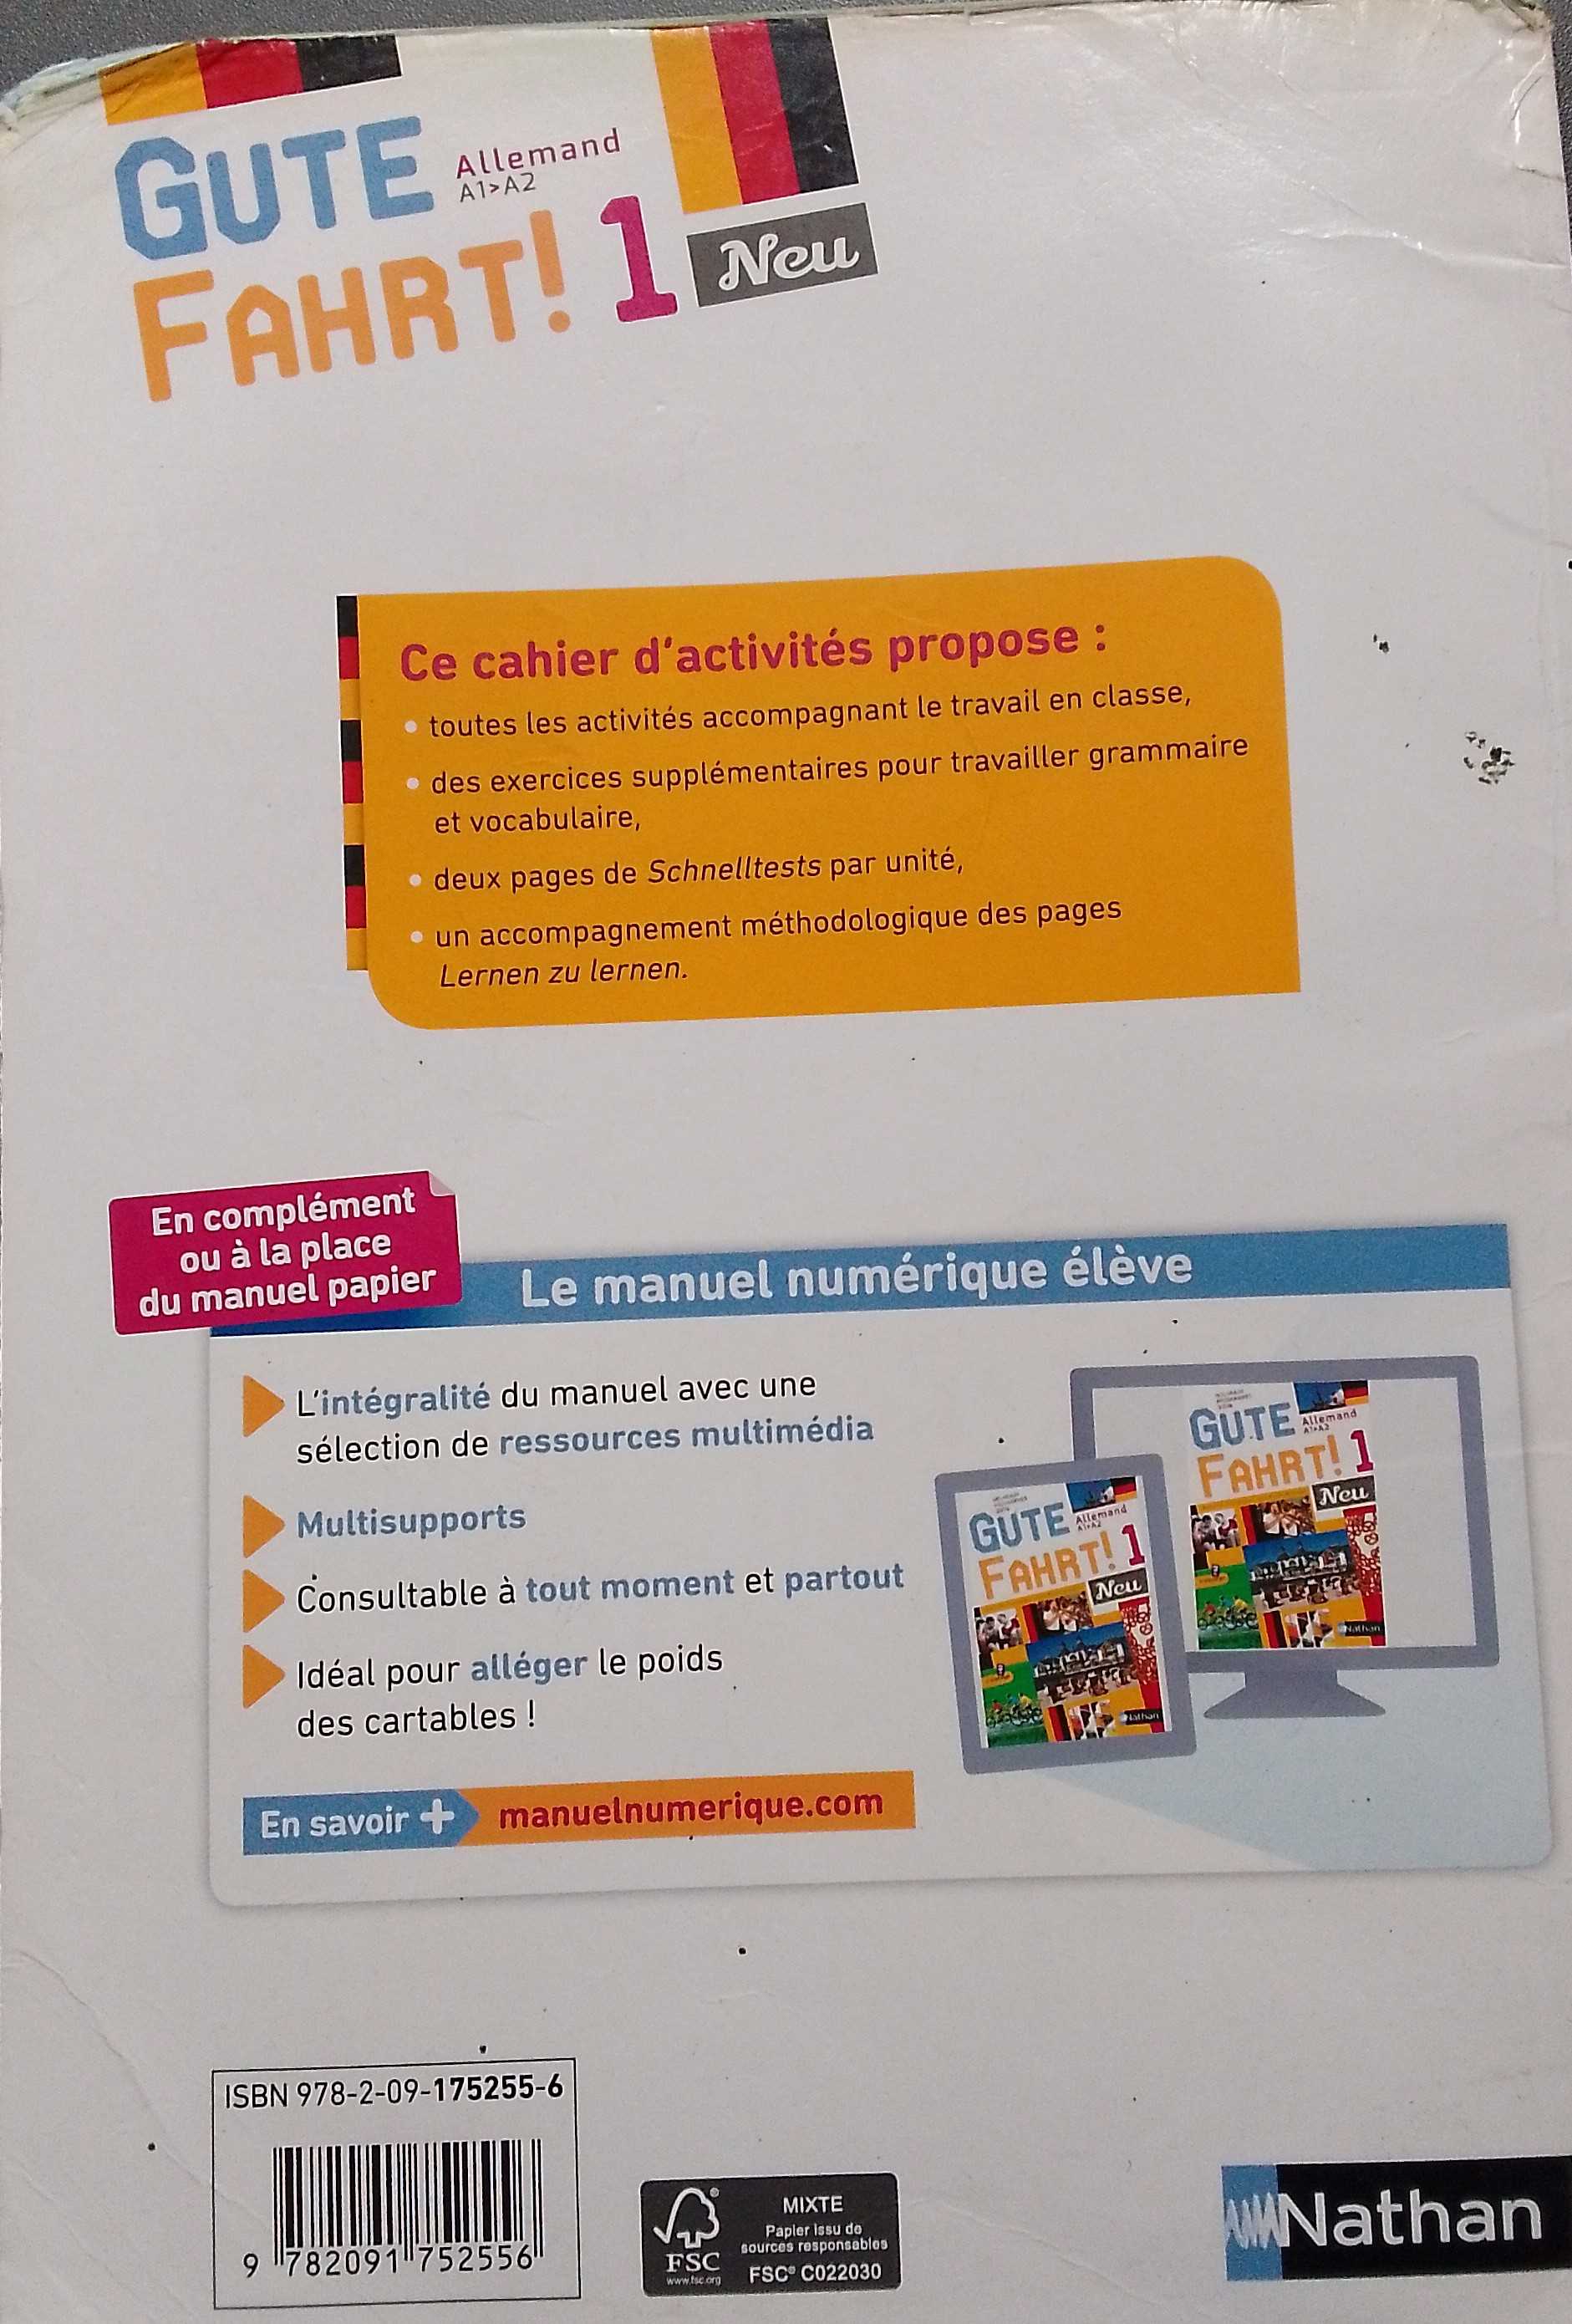 GUTE
Allemand
A1>A2
FAHRT! 1
Neu
Ce cahier d'activités propose :
• toutes les activités accompagnant le travail en classe,
• des exercices supplémentaires pour travailler grammaire
et vocabulaire,
• deux pages de Schnelltests par unité,
• un accompagnement méthodologique des pages
Lernen zu lernen.
En complément
ou à la place
du manuel papier
Le manuel numérique élève
L'intégralité du manuel avec une
sélection de ressources multimédia
Multisupports
Consultable à tout moment et partout
Idéal pour alléger le poids
des cartables !
En savoir + manuelnumerique.com
GUTE
Allemand
A1>A2
FAHRT! 1
Neu
Nathan
GUTE
Allemand
A1>A2
FAHRT! 1
Neu
Nathan
ISBN 978-2-09-175255-6
9 782091 752556
FSC®
www.fsc.org
MIXTE
Papier issu de
sources responsables
FSC® C022030
Nathan